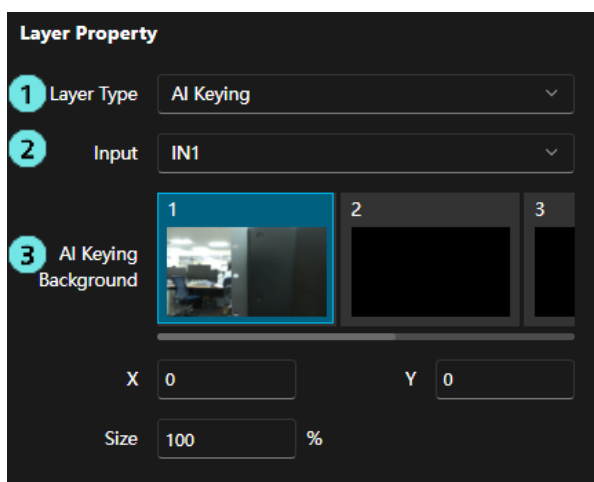 Layer Property
1 Layer Type AI Keying
2 Input IN1
1 2 3
3 AI Keying
Background
X 0 Y 0
Size 100 %